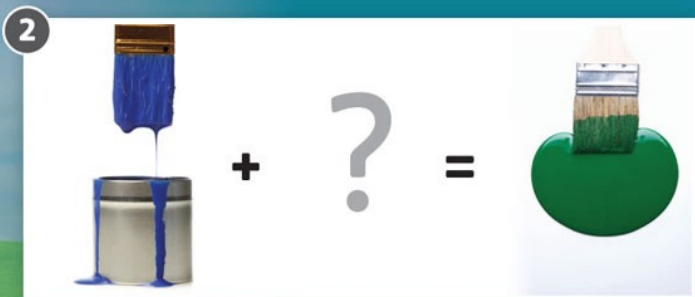 2
+ ? =